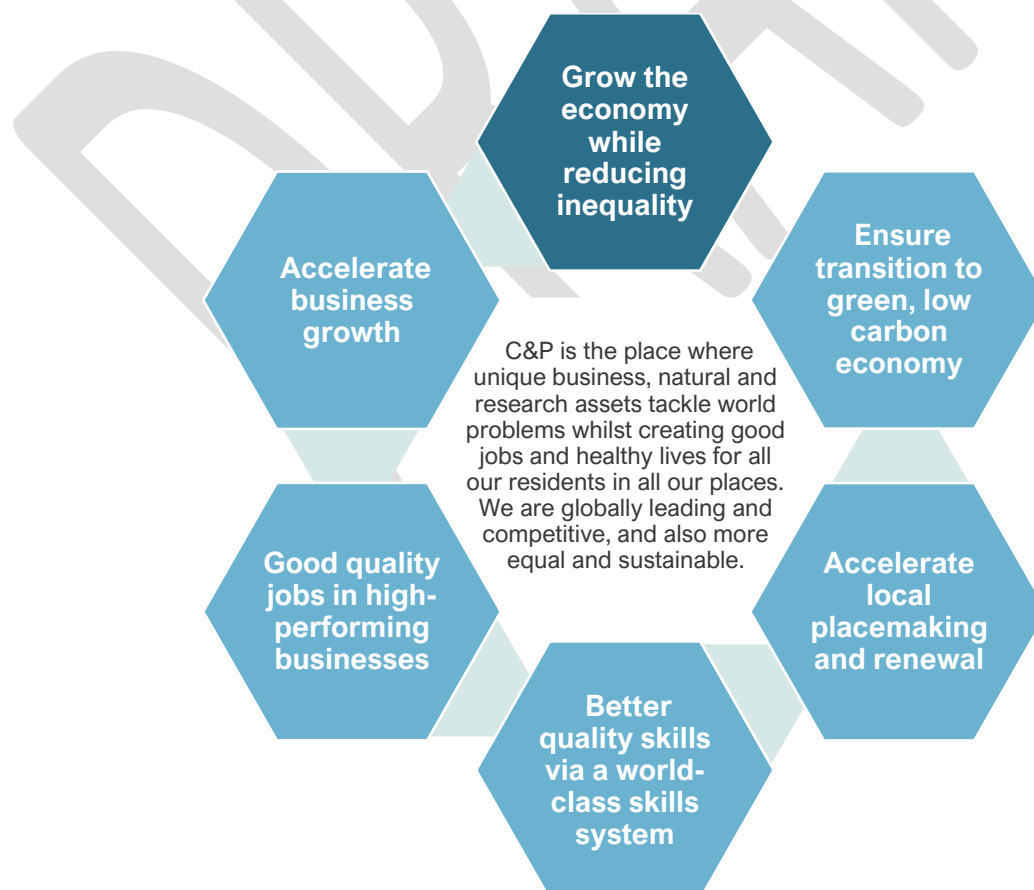 Grow the
economy
while
reducing
inequality
Ensure
transition to
green, low
carbon
economy
Accelerate
local
placemaking
and renewal
Better
quality skills
via a world-
class skills
system
Good quality
jobs in high-
performing
businesses
Accelerate
business
growth
C&P is the place where
unique business, natural and
research assets tackle world
problems whilst creating good
jobs and healthy lives for all
our residents in all our places.
We are globally leading and
competitive, and also more
equal and sustainable.